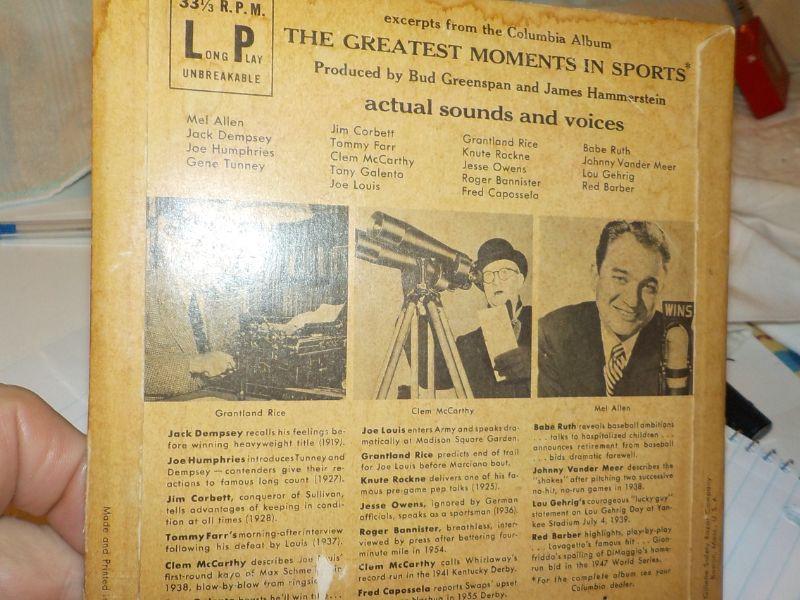 33⅓ R.P.M.
LP
LONG PLAY
UNBREAKABLE
excerpts from the Columbia Album
THE GREATEST MOMENTS IN SPORTS*
Produced by Bud Greenspan and James Hammerstein
actual sounds and voices
Mel Allen
Jack Dempsey
Joe Humphries
Gene Tunney
Jim Corbett
Tommy Farr
Clem McCarthy
Tony Galento
Joe Louis
Grantland Rice
Knute Rockne
Jesse Owens
Roger Bannister
Fred Capossela
Babe Ruth
Johnny Vander Meer
Lou Gehrig
Red Barber
WINS
Grantland Rice
Clem McCarthy
Mel Allen
Jack Dempsey recalls his feelings be-
fore winning heavyweight title (1919).
Joe Humphries introduces Tunney and
Dempsey — contenders give their re-
actions to famous long count (1927).
Jim Corbett, conqueror of Sullivan,
tells advantages of keeping in con-
dition at all times (1928).
Tommy Farr's morning-after interview
following his defeat by Louis (1937).
Clem McCarthy describes Joe Louis'
first-round kayo of Max Schmeling in
1938, blow-by-blow from ringside
Joe Louis enters Army and speaks dra-
matically at Madison Square Garden.
Grantland Rice predicts end of trail
for Joe Louis before Marciano bout.
Knute Rockne delivers one of his fa-
mous pre-game pep talks (1925).
Jesse Owens, ignored by German
officials, speaks as a sportsman (1936).
Roger Bannister, breathless, inter-
viewed by press after bettering four-
minute mile in 1954.
Clem McCarthy calls Whirlaway's
record run in the 1941 Kentucky Derby.
Fred Capossela reports Swaps' upset
in 1955 Derby.
Babe Ruth reveals baseball ambitions
. . . talks to hospitalized children . . .
announces retirement from baseball
. . . bids dramatic farewell.
Johnny Vander Meer describes the
"shakes" after pitching two successive
no-hit, no-run games in 1938.
Lou Gehrig's courageous "lucky guy"
statement on Lou Gehrig Day at Yan-
kee Stadium July 4, 1939.
Red Barber highlights, play-by-play
. . . Lavagetto's famous hit . . . Gion-
friddo's spoiling of DiMaggio's home-
run bid in the 1947 World Series.
*For the complete album see your
Columbia dealer.
Made and Printed
Gillette Safety Razor Company